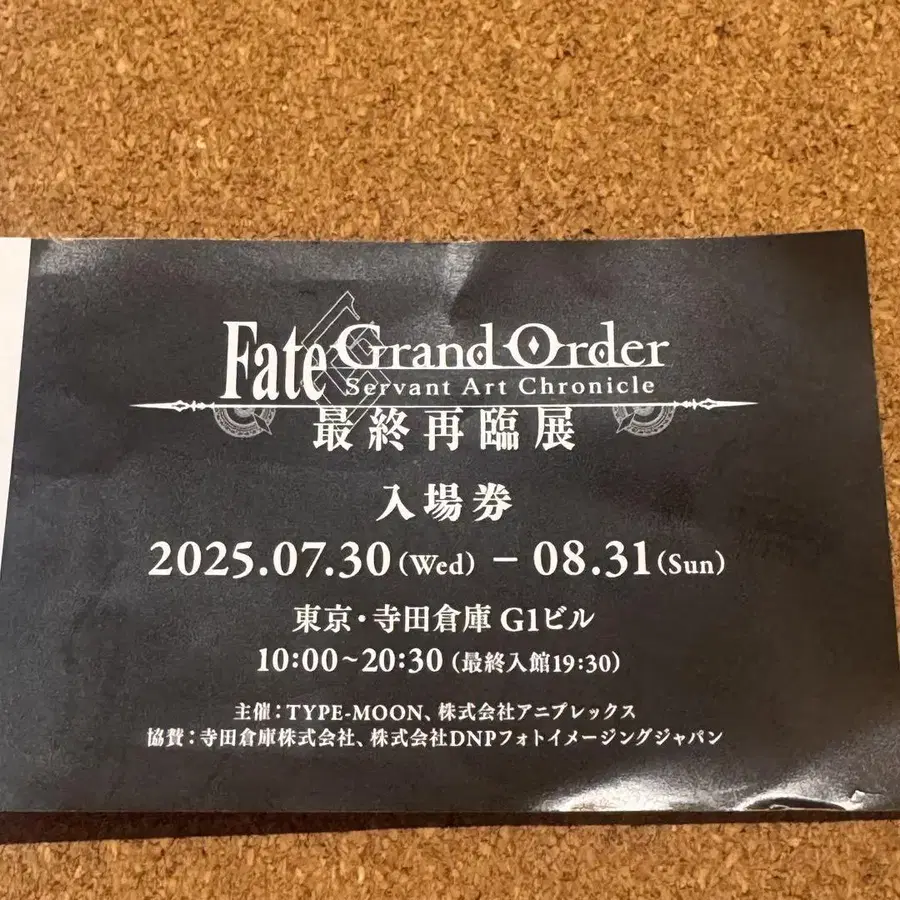 Fate Grand Order
Servant Art Chronicle
最終再臨展
入場券
2025.07.30(Wed) - 08.31(Sun)
東京・寺田倉庫 G1ビル
10:00~20:30(最終入館19:30)
主催:TYPE-MOON、株式会社アニプレックス
協賛:寺田倉庫株式会社、株式会社DNPフォトイメージングジャパン